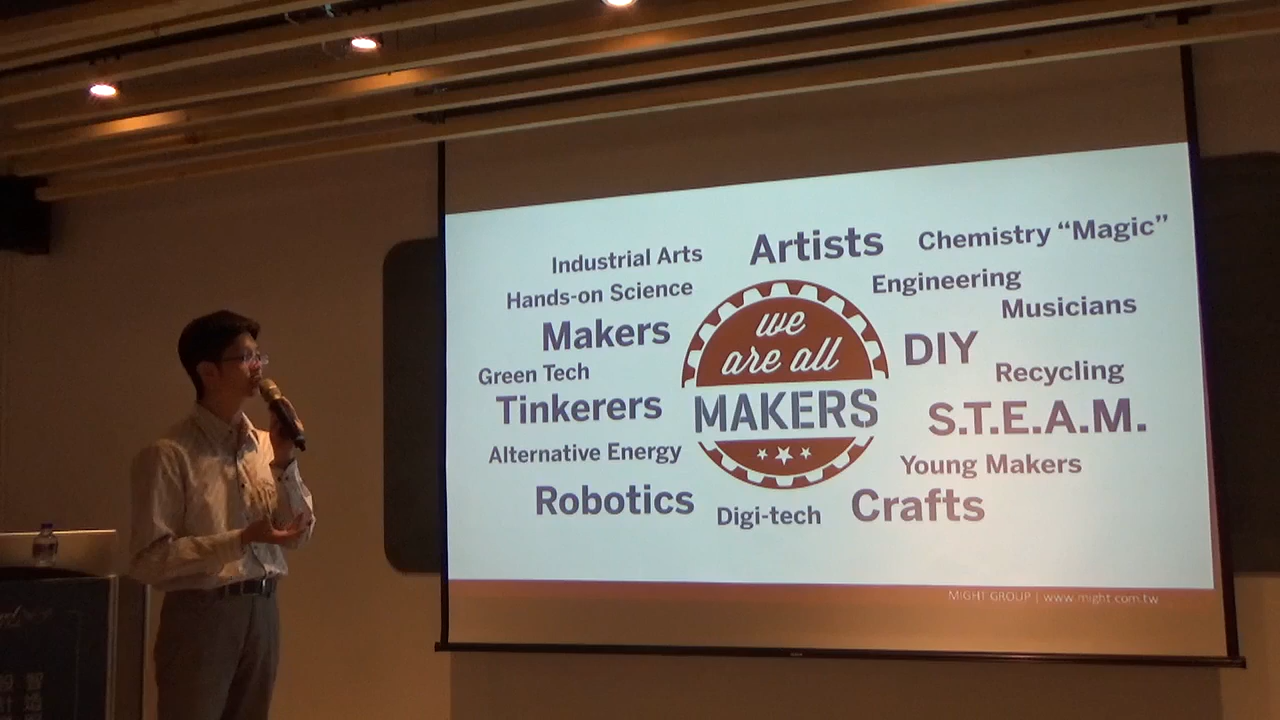 Industrial Arts
Artists
Chemistry “Magic”
Hands-on Science
Engineering
Musicians
Makers
we
are all
MAKERS
DIY
Green Tech
Recycling
Tinkerers
S.T.E.A.M.
Alternative Energy
Young Makers
Robotics
Digi-tech
Crafts
MIGHT GROUP | www.might.com.tw